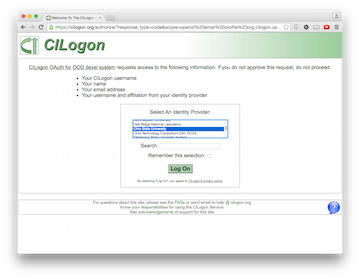 Welcome To The CILogon
https://cilogon.org/authorize/?response_type=code&scope=openid
CILogon
CILogon OAuth for OOD devel system requests access to the following information. If you do not approve this request, do not proceed.
Your CILogon username
Your name
Your email address
Your username and affiliation from your identity provider
Select An Identity Provider:
Oak Ridge National Laboratory
Ohio State University
Ohio Technology Consortium (OH-TECH)
Search:
Remember this selection:
Log On
By selecting "Log On", you agree to CILogon's privacy policy.
For questions about this site, please see the FAQs or send email to help @ cilogon.org.
Know your responsibilities for using the CILogon Service.
See acknowledgements of support for this site.